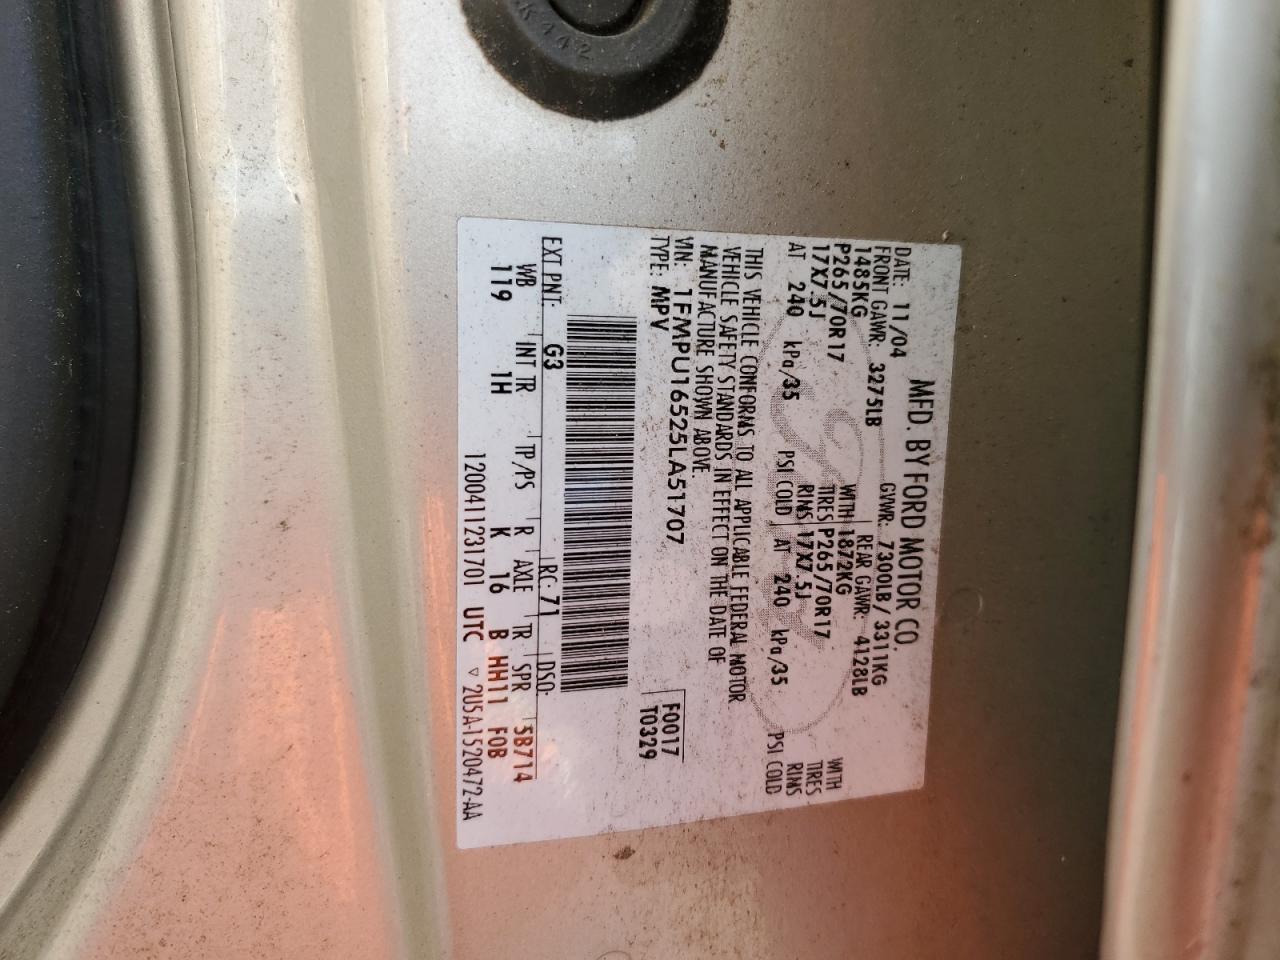 K442
MFD. BY FORD MOTOR CO.
DATE: 11/04 GVWR: 7300LB / 3311KG
FRONT GAWR: 3275LB REAR GAWR: 4128LB
1485KG WITH 1872KG WITH
P265/70R17 TIRES P265/70R17 TIRES
17X7.5J RIMS 17X7.5J RIMS
AT 240 kPa/35 PSI COLD AT 240 kPa/35 PSI COLD
THIS VEHICLE CONFORMS TO ALL APPLICABLE FEDERAL MOTOR
VEHICLE SAFETY STANDARDS IN EFFECT ON THE DATE OF
MANUFACTURE SHOWN ABOVE.
VIN: 1FMPU16525LA51707 F0017
TYPE: MPV T0329
EXT PNT: G3 RC: 71 DSO:
WB INT TR TP/PS R AXLE TR SPR 5B714
119 1H K 16 B HH11 FOB
1200411231701 UTC ▽ 2U5A-1520472-AA